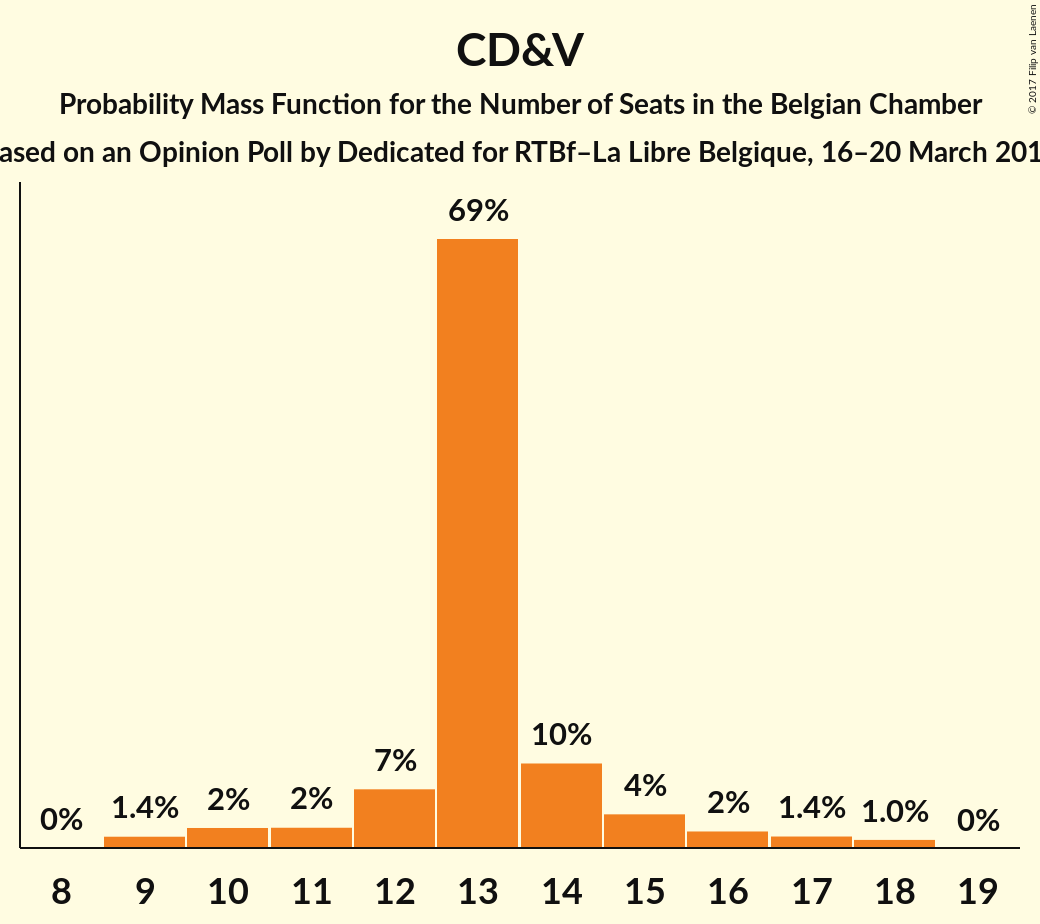 CD&V
Probability Mass Function for the Number of Seats in the Belgian Chamber
ased on an Opinion Poll by Dedicated for RTBf–La Libre Belgique, 16–20 March 201
© 2017 Filip van Laenen
69%
10%
7%
4%
2%
2%
2%
1.4%
1.4%
1.0%
0%
0%
8 9 10 11 12 13 14 15 16 17 18 19